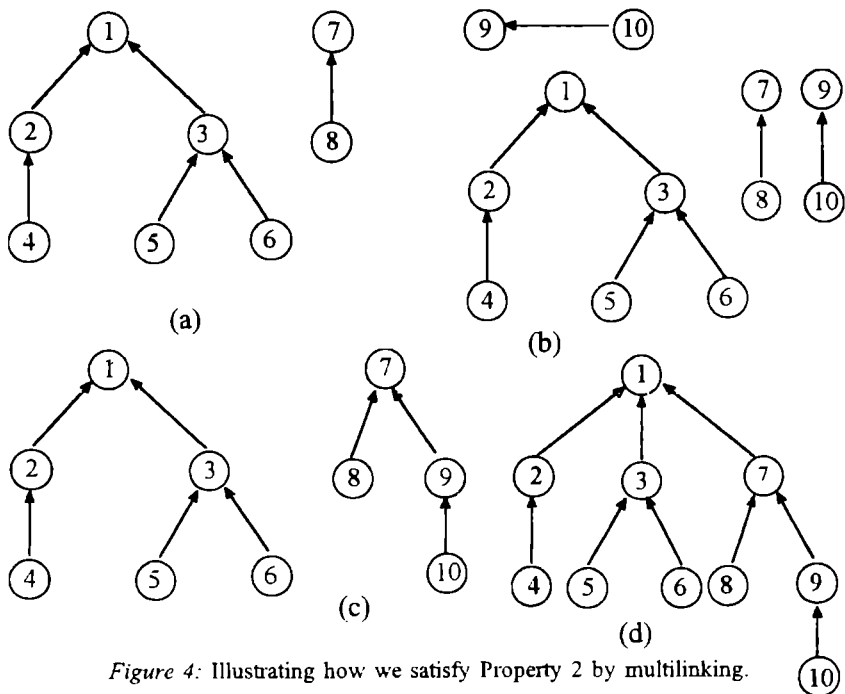 1 7 9 10
2 3 8
4 5 6
(a)
1 7 9
2 3 8 10
4 5 6
(b)
1 7
2 3 8 9
4 5 6 10
(c)
1
2 3 7
4 5 6 8 9
10
(d)
Figure 4: Illustrating how we satisfy Property 2 by multilinking.